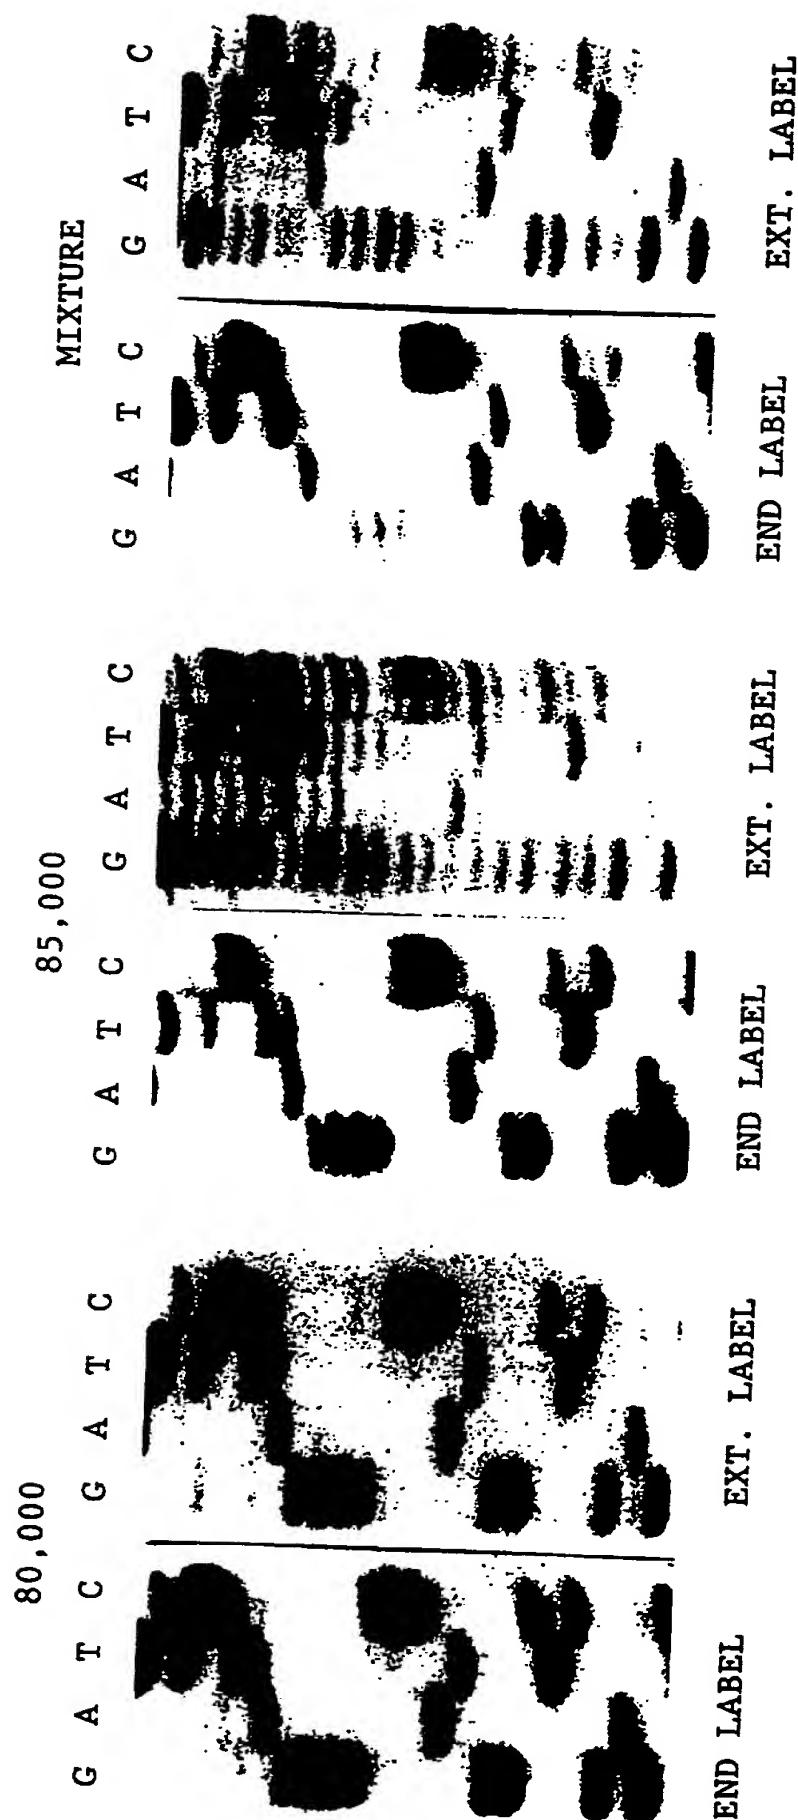 80,000 85,000 MIXTURE
G A T C G A T C G A T C G A T C G A T C G A T C
END LABEL EXT. LABEL END LABEL EXT. LABEL END LABEL EXT. LABEL